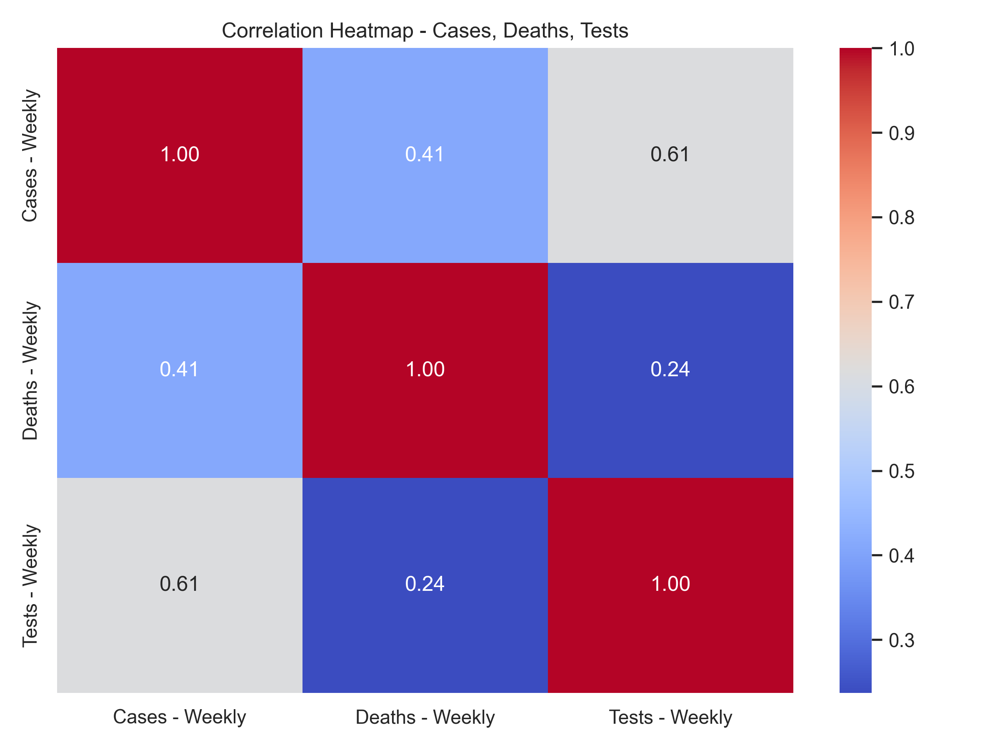 Correlation Heatmap - Cases, Deaths, Tests
Cases - Weekly
1.00
0.41
0.61
Deaths - Weekly
0.41
1.00
0.24
Tests - Weekly
0.61
0.24
1.00
Cases - Weekly
Deaths - Weekly
Tests - Weekly
1.0
0.9
0.8
0.7
0.6
0.5
0.4
0.3